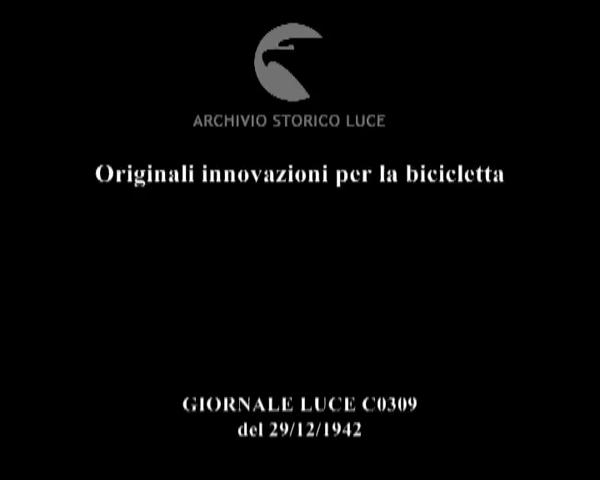 ARCHIVIO STORICO LUCE
Originali innovazioni per la bicicletta
GIORNALE LUCE C0309
del 29/12/1942